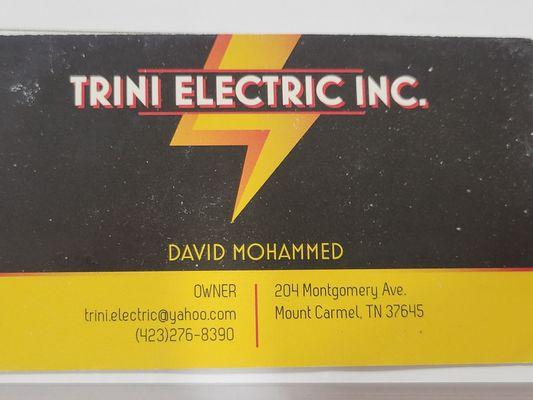 TRINI ELECTRIC INC.
DAVID MOHAMMED
OWNER
trini.electric@yahoo.com
(423)276-8390
204 Montgomery Ave.
Mount Carmel, TN 37645